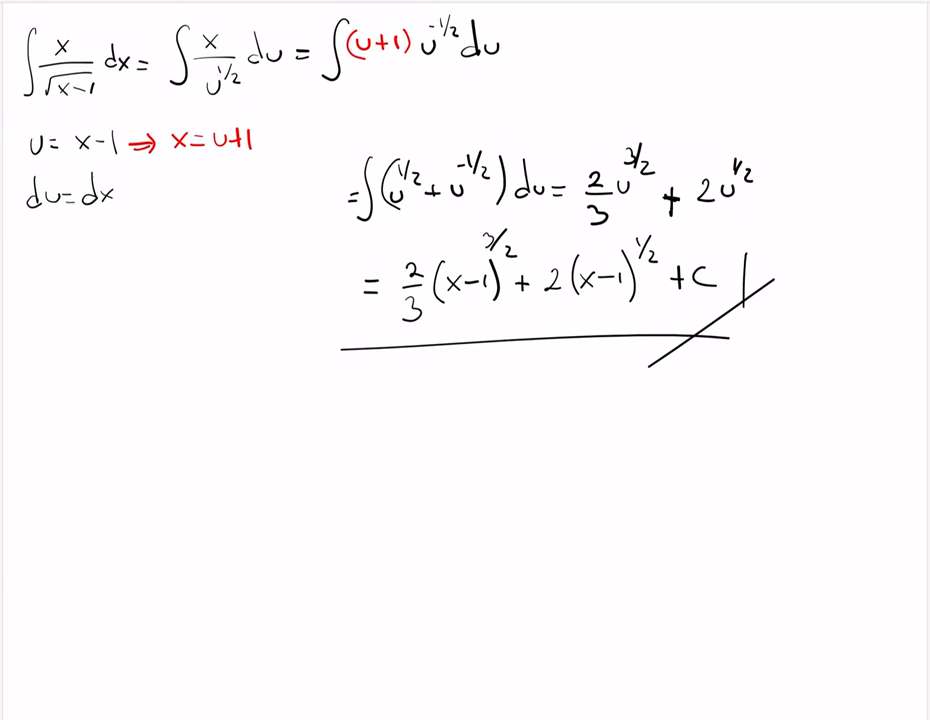 ∫ x/√(x-1) dx = ∫ x/u^(1/2) du = ∫ (u+1) u^(-1/2) du
u = x-1 ⇒ x = u+1
du = dx
= ∫ (u^(1/2) + u^(-1/2)) du = 2/3 u^(3/2) + 2u^(1/2)
= 2/3 (x-1)^(3/2) + 2(x-1)^(1/2) + C